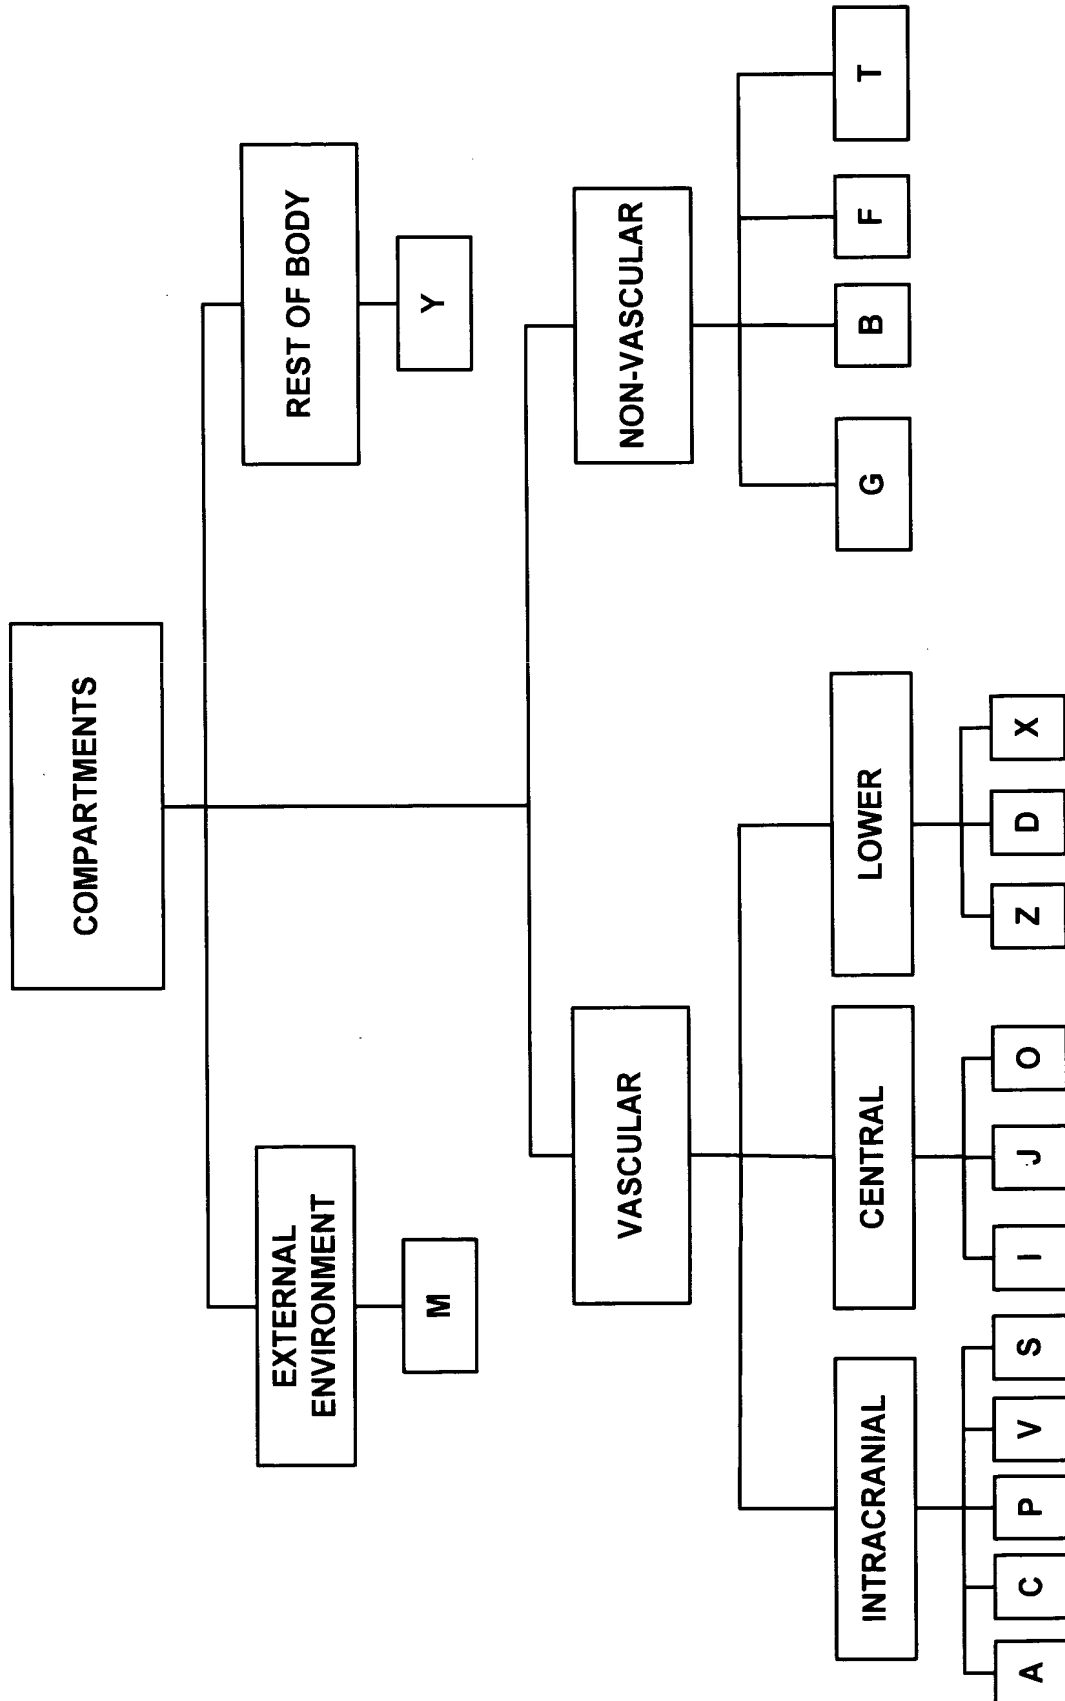 COMPARTMENTS
EXTERNAL
ENVIRONMENT
REST OF BODY
M
Y
VASCULAR
NON-VASCULAR
INTRACRANIAL
CENTRAL
LOWER
G
B
F
T
A
C
P
V
S
I
J
O
Z
D
X